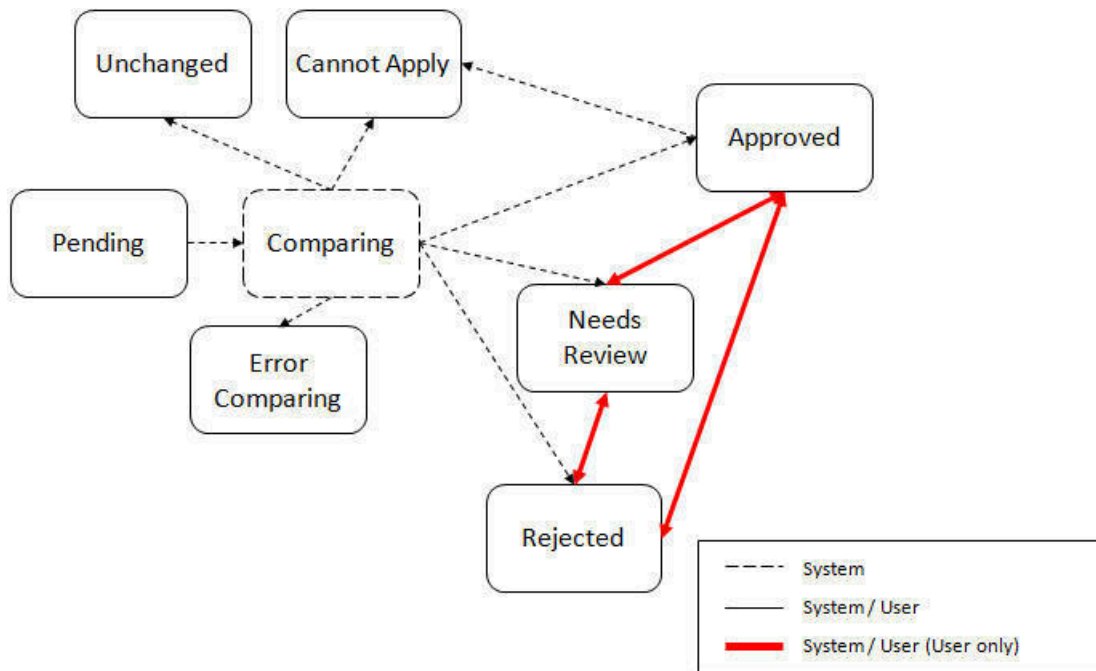 Unchanged
Cannot Apply
Approved
Pending
Comparing
Needs
Review
Error
Comparing
Rejected
System
System / User
System / User (User only)